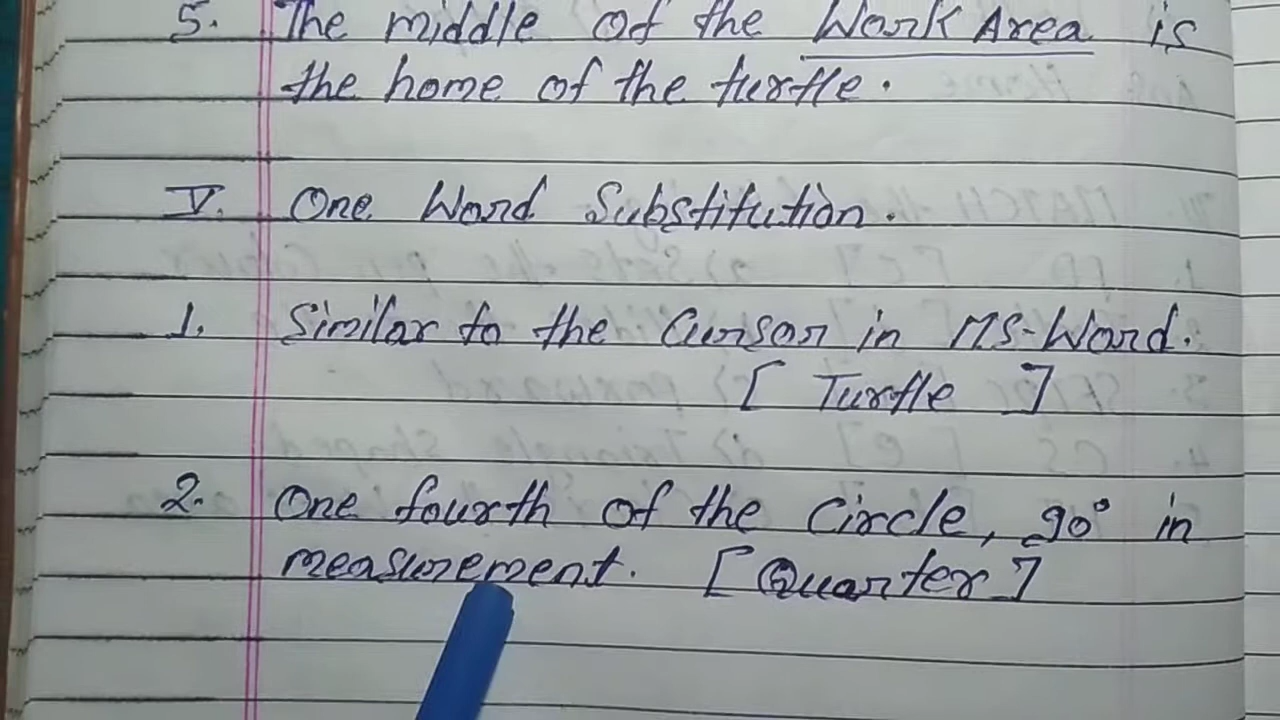 5. The middle of the Work Area is
the home of the turtle.
V. One Word Substitution.
1. Similar to the Cursor in MS-Word.
[ Turtle ]
2. One fourth of the Circle, 90° in
measurement. [Quarter]